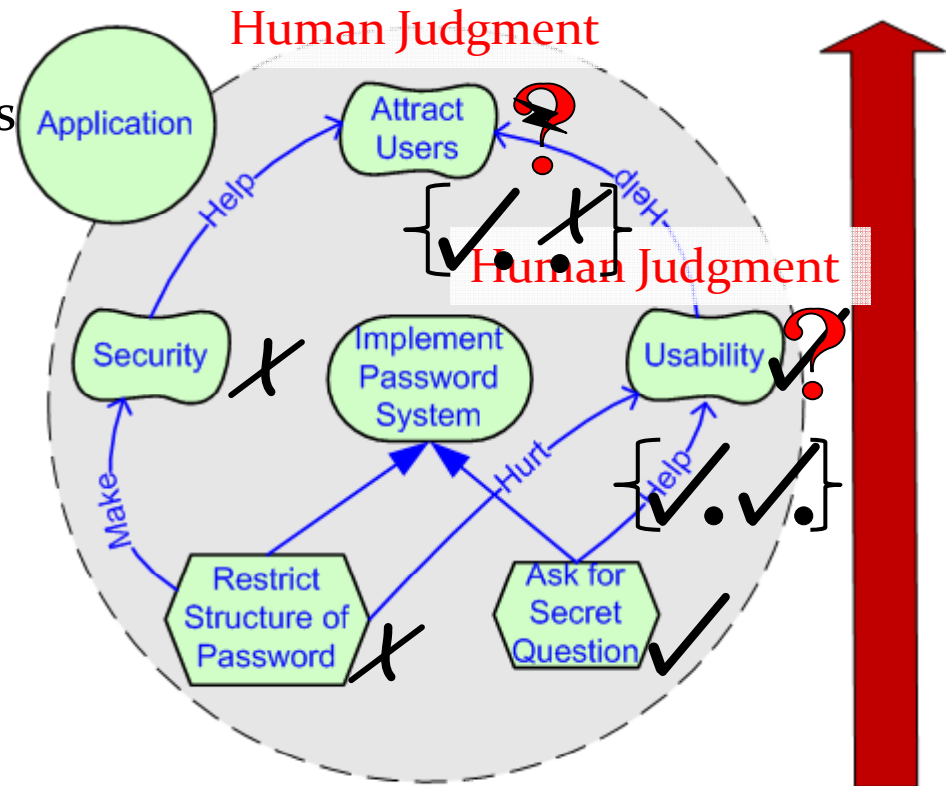 Human Judgment
s
Application
Attract
Users
Help
Help
Human Judgment
Security
Implement
Password
System
Usability
Hurt
Help
Make
Restrict
Structure of
Password
Ask for
Secret
Question